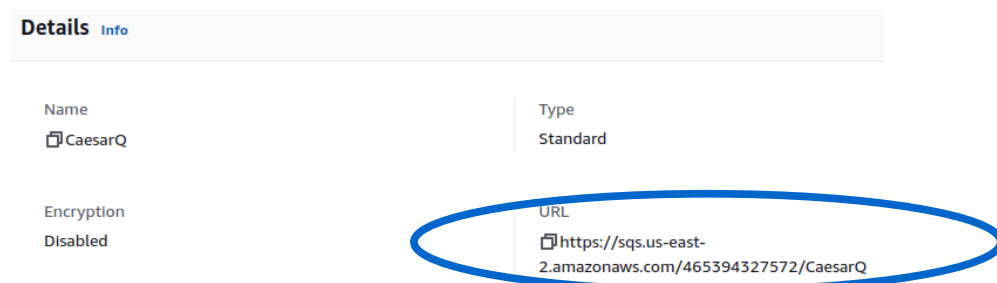 Details Info
Name
CaesarQ
Type
Standard
Encryption
Disabled
URL
https://sqs.us-east-
2.amazonaws.com/465394327572/CaesarQ